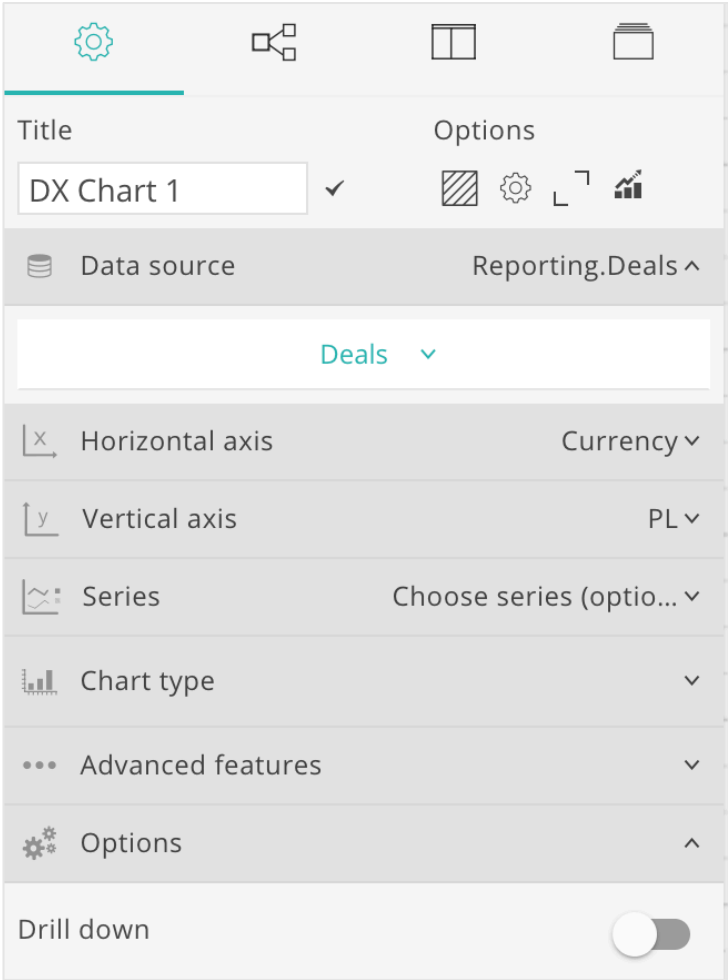 Title
Options
DX Chart 1
Data source
Reporting.Deals
Deals
x
Horizontal axis
Currency
y
Vertical axis
PL
Series
Choose series (optio...
Chart type
Advanced features
Options
Drill down